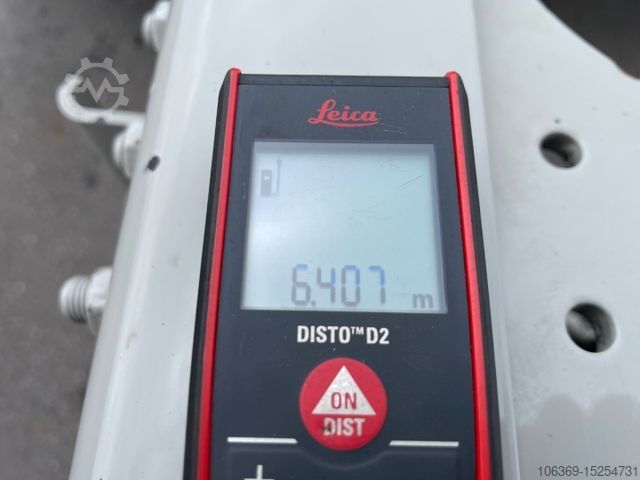 Leica
6.407 m
DISTO™ D2
ON
DIST
+
106369-15254731